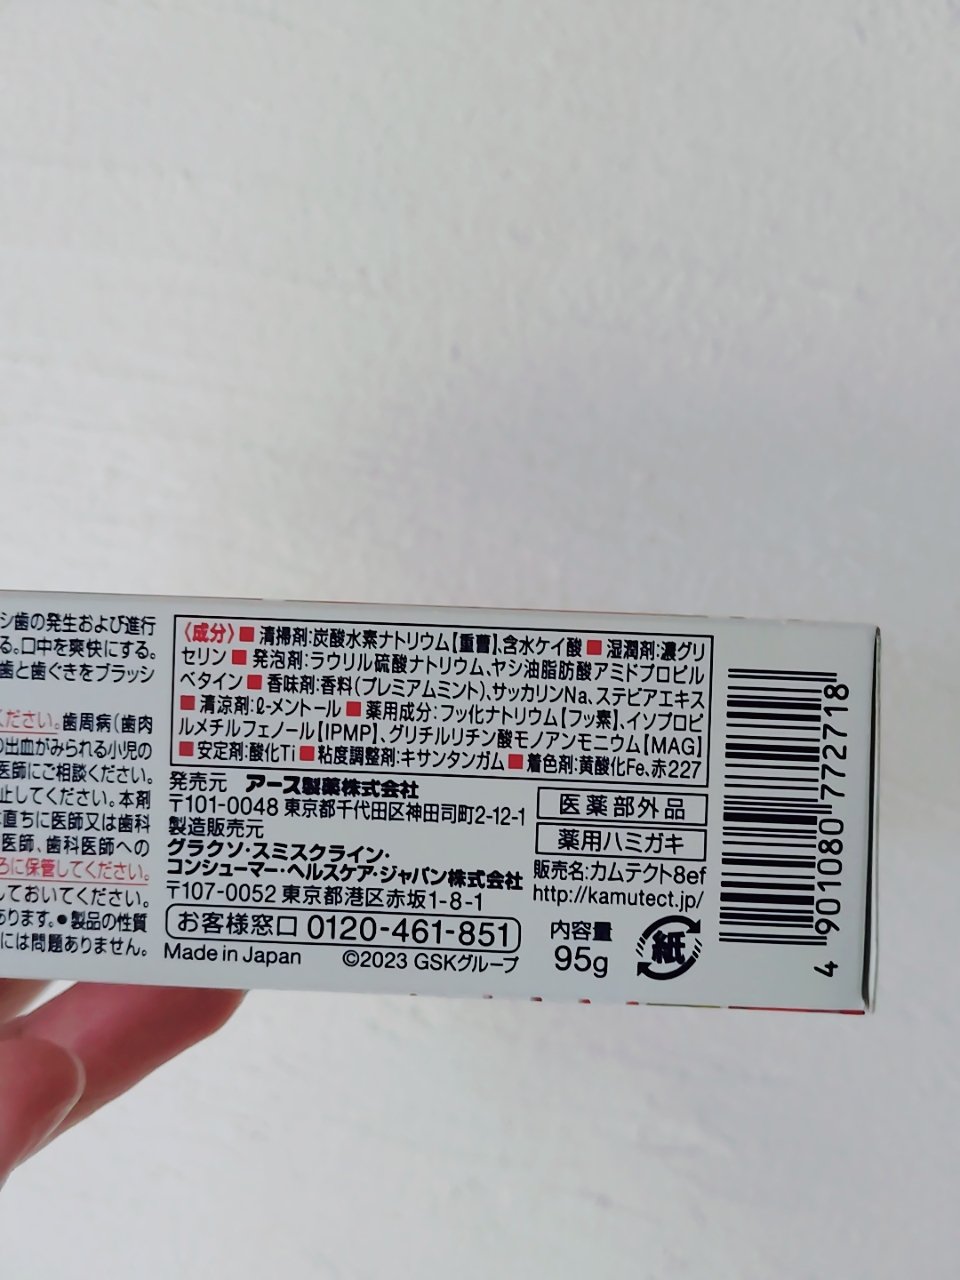 シ歯の発生および進行
る。口中を爽快にする。
歯と歯ぐきをブラッシ
ください。歯周病(歯肉
の出血がみられる小児の
医師にご相談ください。
止してください。本剤
直ちに医師又は歯科
医師、歯科医師への
ろに保管してください。
しておいてください。
あります。●製品の性質
には問題ありません。
〈成分〉■清掃剤:炭酸水素ナトリウム【重曹】、含水ケイ酸■湿潤剤:濃グリ
セリン■発泡剤:ラウリル硫酸ナトリウム、ヤシ油脂肪酸アミドプロピル
ベタイン■香味剤:香料(プレミアムミント)、サッカリンNa、ステビアエキス
■清涼剤:ℓ-メントール■薬用成分:フッ化ナトリウム【フッ素】、イソプロピ
ルメチルフェノール【IPMP】、グリチルリチン酸モノアンモニウム【MAG】
■安定剤:酸化Ti■粘度調整剤:キサンタンガム■着色剤:黄酸化Fe、赤227
発売元 アース製薬株式会社
〒101-0048 東京都千代田区神田司町2-12-1
製造販売元
グラクソ・スミスクライン・
コンシューマー・ヘルスケア・ジャパン株式会社
〒107-0052 東京都港区赤坂1-8-1
お客様窓口 0120-461-851
Made in Japan ©2023 GSKグループ
医薬部外品
薬用ハミガキ
販売名:カムテクト8ef
http://kamutect.jp/
内容量
95g
紙
4 901080 772718